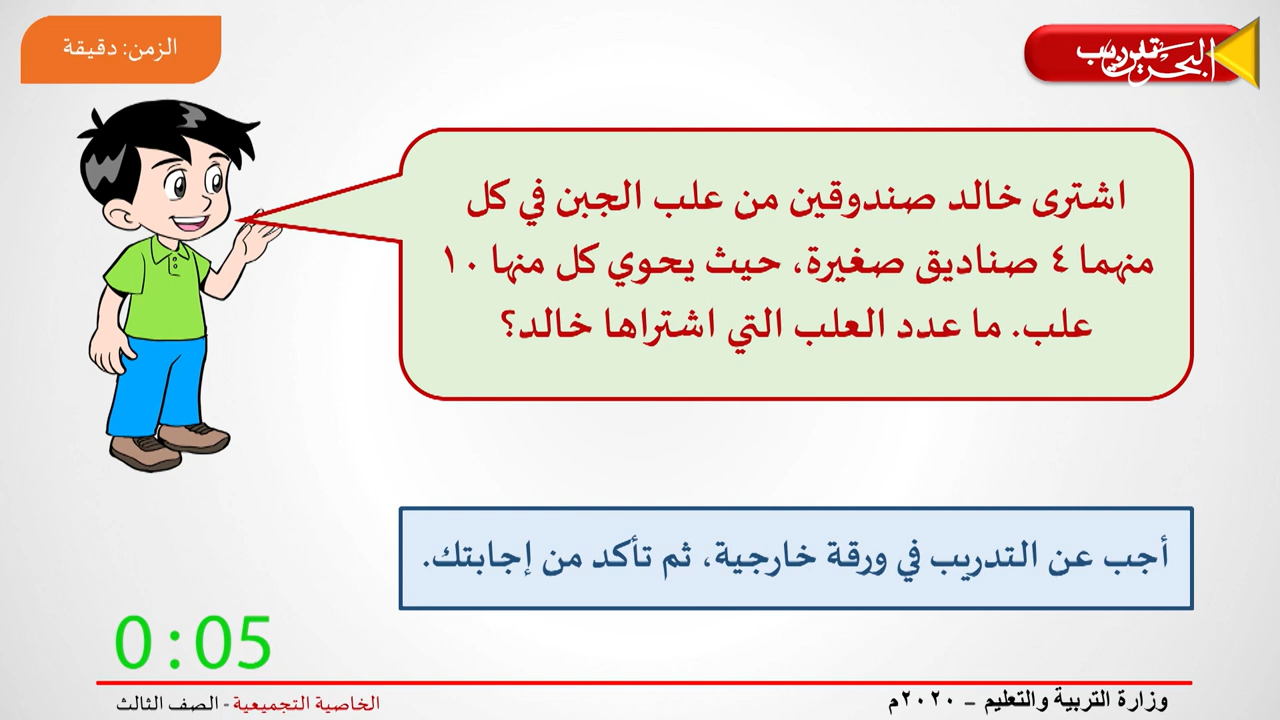 الزمن: دقيقة
اشترى خالد صندوقين من علب الجبن في كل
منهما ٤ صناديق صغيرة، حيث يحوي كل منها ١٠
علب. ما عدد العلب التي اشتراها خالد؟
أجب عن التدريب في ورقة خارجية، ثم تأكد من إجابتك.
0:05
وزارة التربية والتعليم – ٢٠٢٠م
الخاصية التجميعية - الصف الثالث